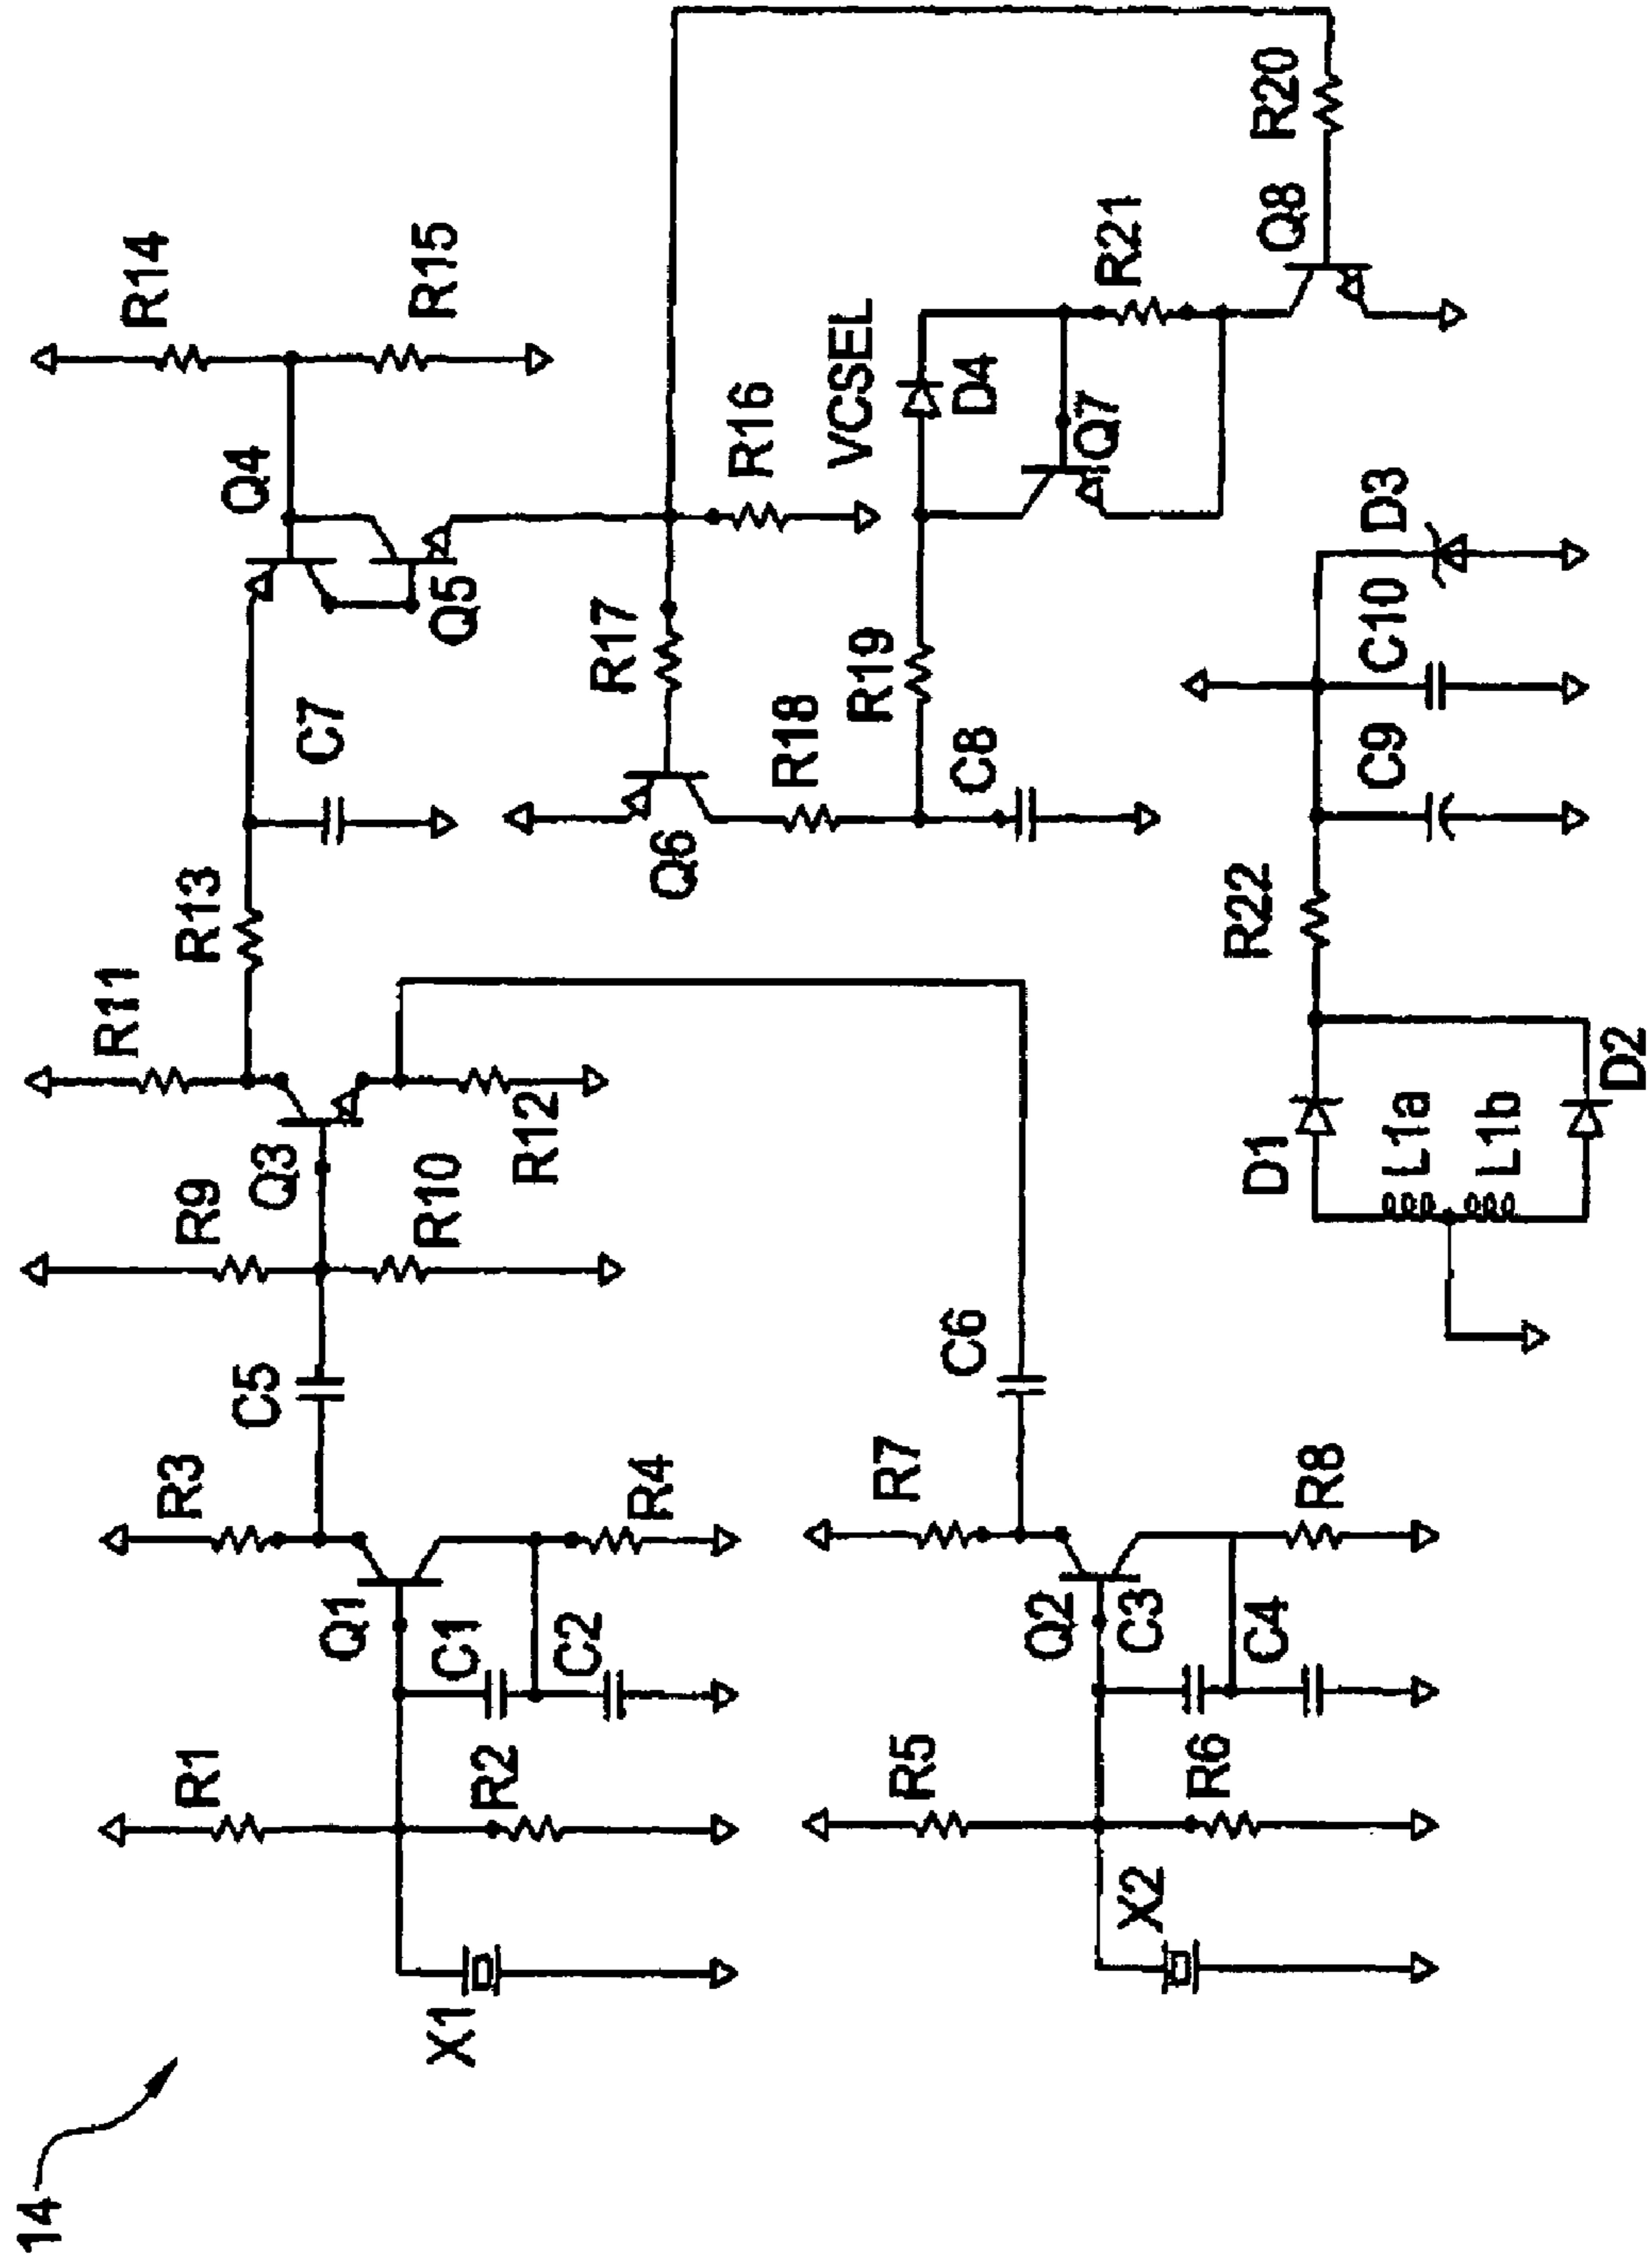 14
X1
R1
R2
C1
C2
Q1
R3
R4
C5
R9
R10
Q3
R11
R12
R13
C7
Q4
Q5
R14
R15
X2
R5
R6
C3
C4
Q2
R7
R8
C6
Q6
R17
R18
R16
R19
C8
VCSEL
D4
Q7
R21
Q8
R20
D1
L1a
L1b
D2
R22
C9
C10
D3